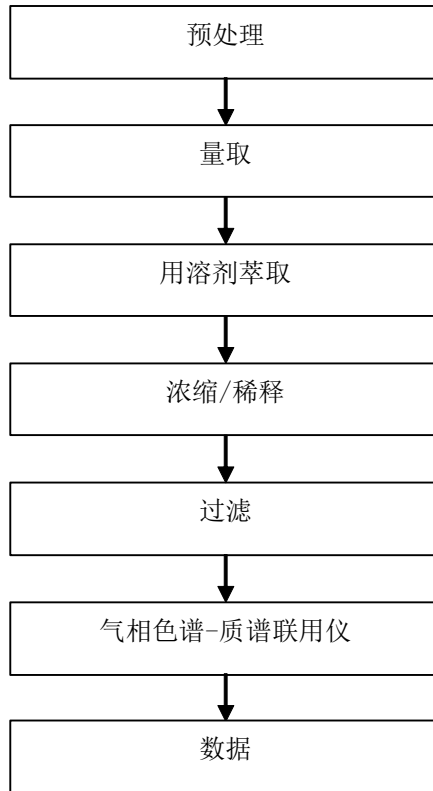 预处理
量取
用溶剂萃取
浓缩/稀释
过滤
气相色谱-质谱联用仪
数据